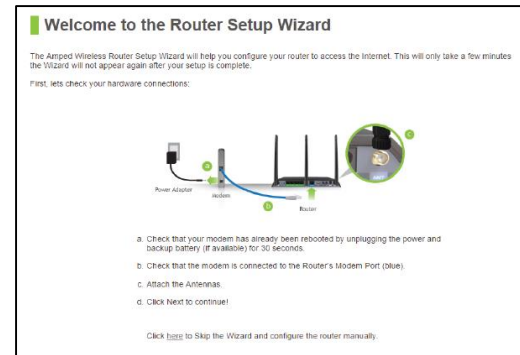 Welcome to the Router Setup Wizard
The Amped Wireless Router Setup Wizard will help you configure your router to access the Internet. This will only take a few minutes
the Wizard will not appear again after your setup is complete.
First, lets check your hardware connections:
a
c
Power Adapter
Modem
b
Router
a. Check that your modem has already been rebooted by unplugging the power and
backup battery (if available) for 30 seconds.
b. Check that the modem is connected to the Router's Modem Port (blue).
c. Attach the Antennas.
d. Click Next to continue!
Click here to Skip the Wizard and configure the router manually.